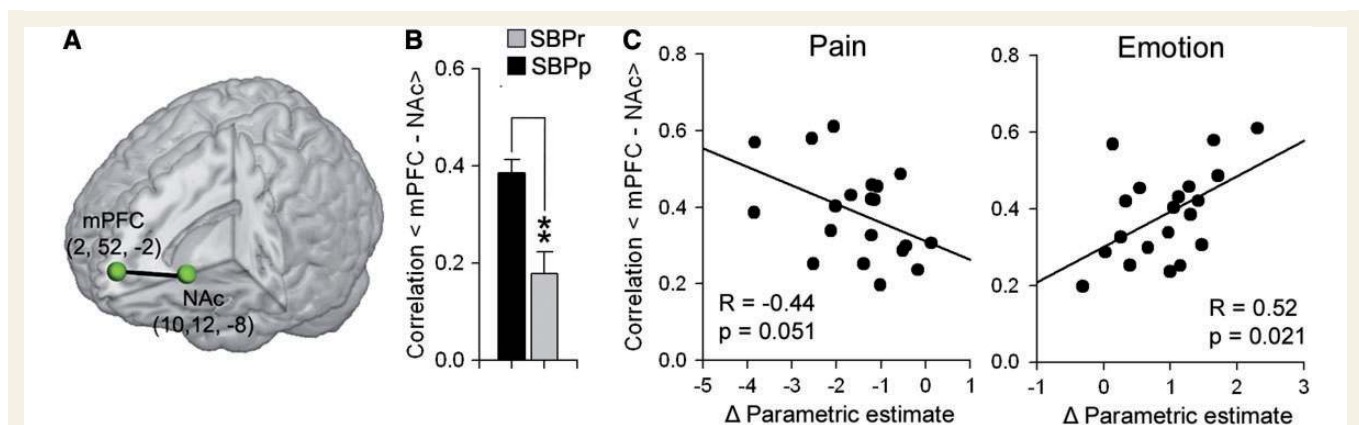 A
mPFC
(2, 52, -2)
NAc
(10,12, -8)
B
SBPr
SBPp
Correlation < mPFC - NAc>
0.6
0.4
0.2
0.0
**
C
Pain
Correlation < mPFC - NAc>
0.8
0.6
0.4
0.2
0.0
R = -0.44
p = 0.051
-5 -4 -3 -2 -1 0 1
Δ Parametric estimate
Emotion
0.8
0.6
0.4
0.2
0.0
R = 0.52
p = 0.021
-1 0 1 2 3
Δ Parametric estimate